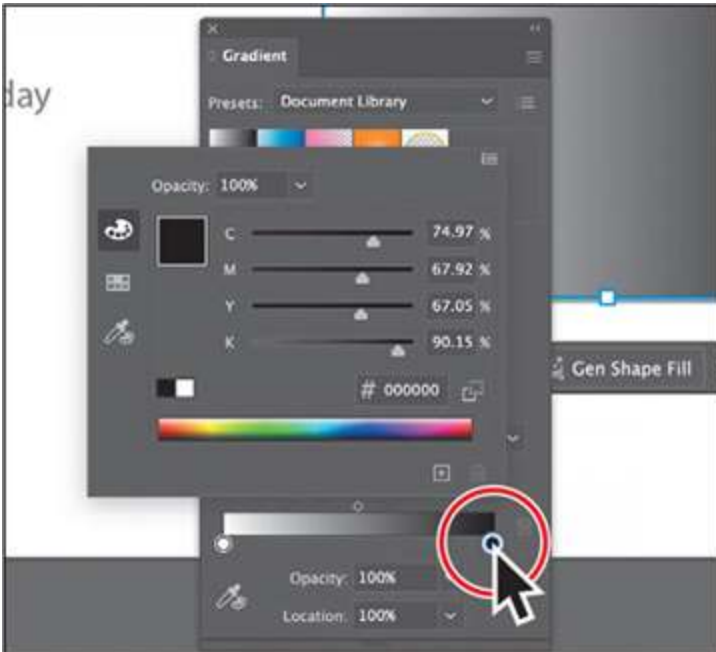 Gradient
day
Presets: Document Library
Opacity: 100%
C 74.97 %
M 67.92 %
Y 67.05 %
K 90.15 %
# 000000
Gen Shape Fill
Opacity: 100%
Location: 100%